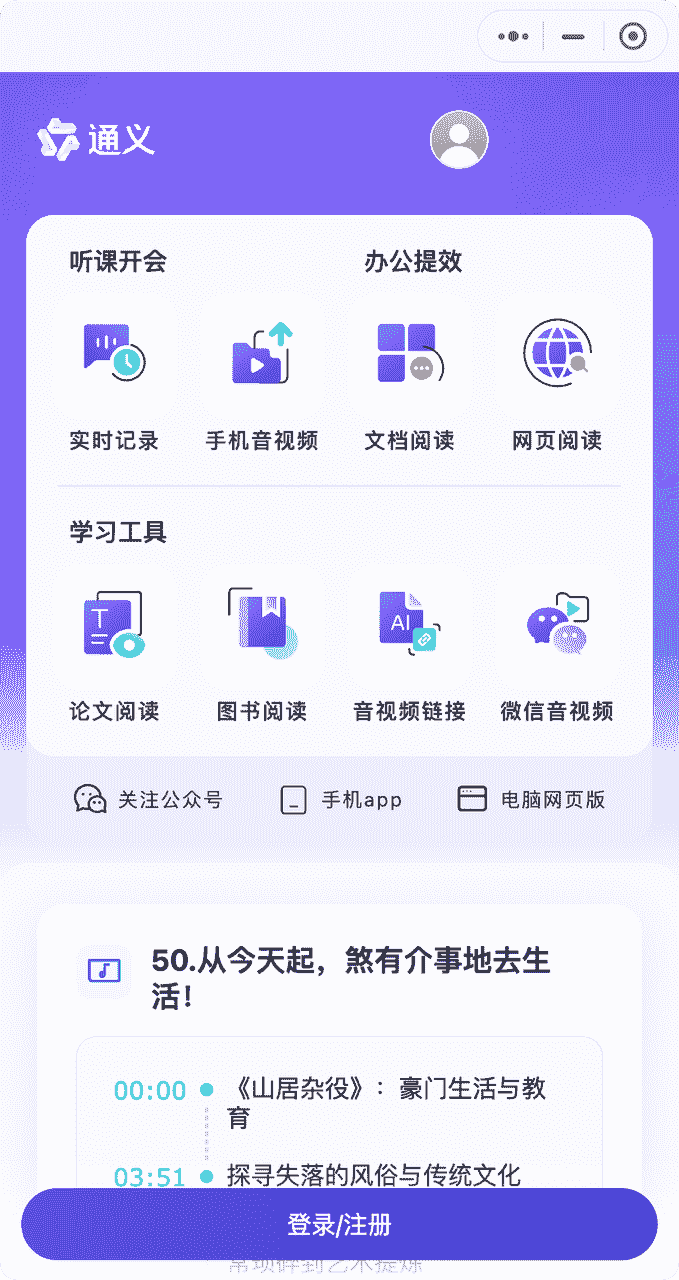 通义
听课开会
办公提效
实时记录
手机音视频
文档阅读
网页阅读
学习工具
T
AI
论文阅读
图书阅读
音视频链接
微信音视频
关注公众号
手机app
电脑网页版
50.从今天起，煞有介事地去生
活！
00:00
《山居杂役》：豪门生活与教
育
03:51
探寻失落的风俗与传统文化
登录/注册